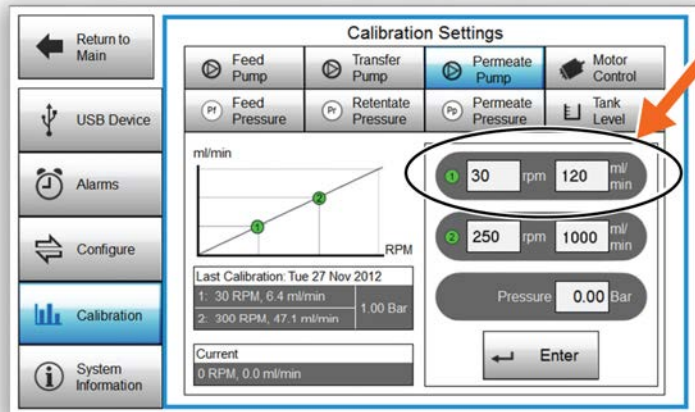 Calibration Settings
Return to
Main
USB Device
Alarms
Configure
Calibration
System
Information
Feed
Pump
Transfer
Pump
Permeate
Pump
Motor
Control
Pf
Feed
Pressure
Pr
Retentate
Pressure
Pp
Permeate
Pressure
Tank
Level
ml/min
1
2
RPM
Last Calibration: Tue 27 Nov 2012
1: 30 RPM, 6.4 ml/min
2: 300 RPM, 47.1 ml/min
1.00 Bar
Current
0 RPM, 0.0 ml/min
1 30 rpm 120 ml/
min
2 250 rpm 1000 ml/
min
Pressure 0.00 Bar
Enter